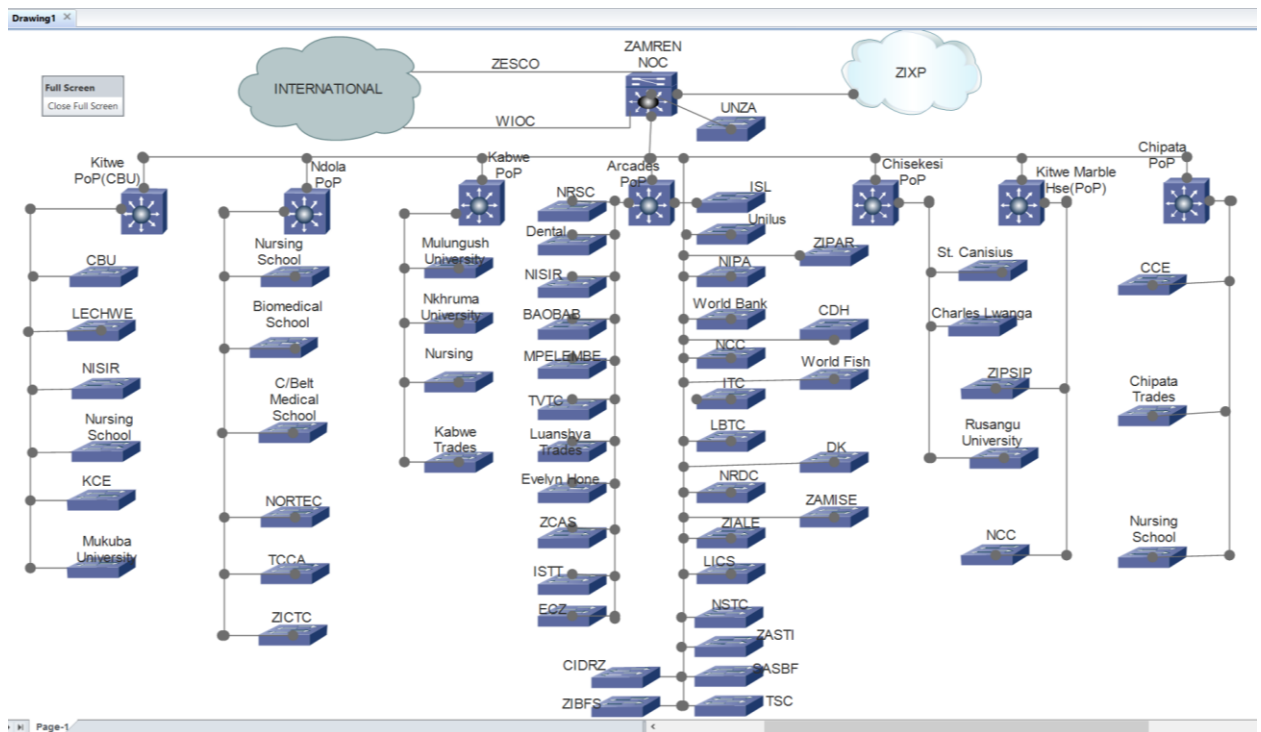 Drawing1
Full Screen
Close Full Screen
INTERNATIONAL
ZESCO
WIOC
ZAMREN
NOC
ZIXP
UNZA
Kitwe
PoP(CBU)
CBU
LECHWE
NISIR
Nursing
School
KCE
Mukuba
University
Ndola
PoP
Nursing
School
Biomedical
School
C/Belt
Medical
School
NORTEC
TCCA
ZICTC
Kabwe
PoP
Mulungush
University
Nkhruma
University
Nursing
Kabwe
Trades
Arcades
PoP
NRSC
Dental
NISIR
BAOBAB
MPELEMBE
TVTC
Luanshya
Trades
Evelyn Hone
ZCAS
ISTT
ECZ
CIDRZ
ZIBFS
ISL
Unilus
ZIPAR
NIPA
World Bank
CDH
NCC
World Fish
ITC
LBTC
DK
NRDC
ZAMISE
ZIALE
LICS
NSTC
ZASTI
SASBF
TSC
Chisekesi
PoP
St. Canisius
Charles Lwanga
Rusangu
University
Kitwe Marble
Hse(PoP)
ZIPSIP
NCC
Chipata
PoP
CCE
Chipata
Trades
Nursing
School
Page-1